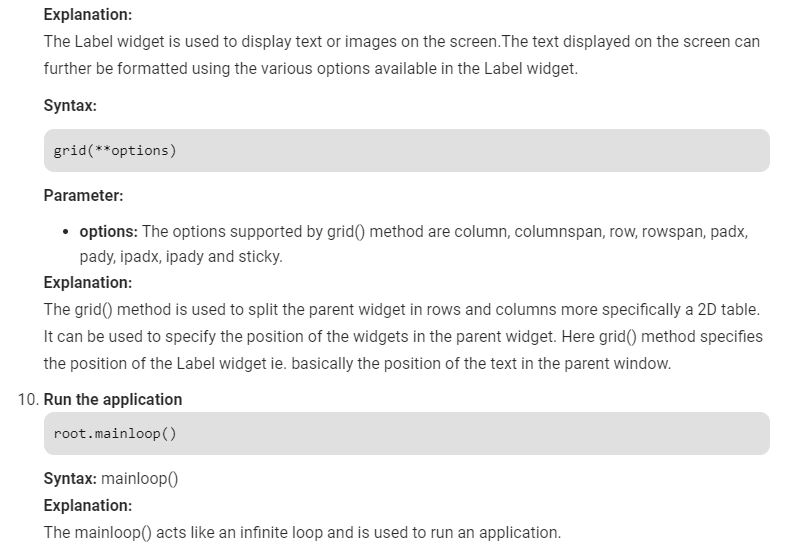 Explanation:
The Label widget is used to display text or images on the screen.The text displayed on the screen can
further be formatted using the various options available in the Label widget.
Syntax:
grid(**options)
Parameter:
• options: The options supported by grid() method are column, columnspan, row, rowspan, padx,
pady, ipadx, ipady and sticky.
Explanation:
The grid() method is used to split the parent widget in rows and columns more specifically a 2D table.
It can be used to specify the position of the widgets in the parent widget. Here grid() method specifies
the position of the Label widget ie. basically the position of the text in the parent window.
10. Run the application
root.mainloop()
Syntax: mainloop()
Explanation:
The mainloop() acts like an infinite loop and is used to run an application.